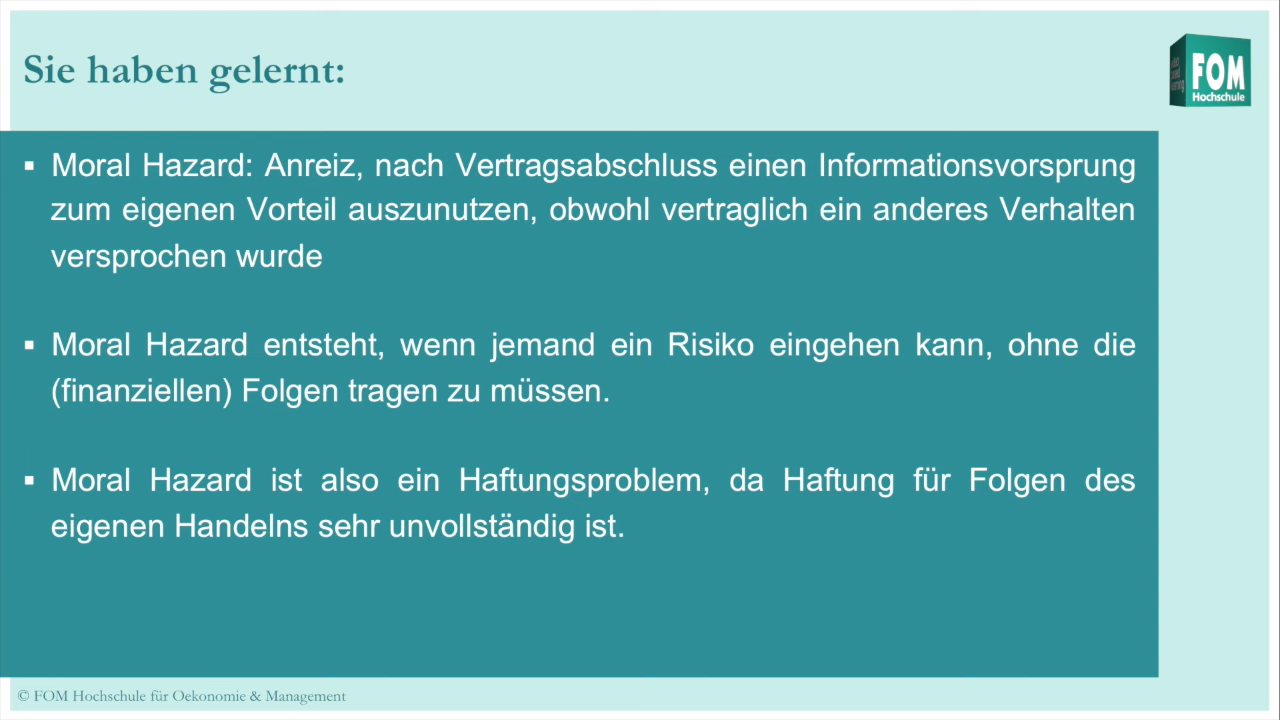 Sie haben gelernt:
FOM
Hochschule
▪ Moral Hazard: Anreiz, nach Vertragsabschluss einen Informationsvorsprung
zum eigenen Vorteil auszunutzen, obwohl vertraglich ein anderes Verhalten
versprochen wurde
▪ Moral Hazard entsteht, wenn jemand ein Risiko eingehen kann, ohne die
(finanziellen) Folgen tragen zu müssen.
▪ Moral Hazard ist also ein Haftungsproblem, da Haftung für Folgen des
eigenen Handelns sehr unvollständig ist.
© FOM Hochschule für Oekonomie & Management